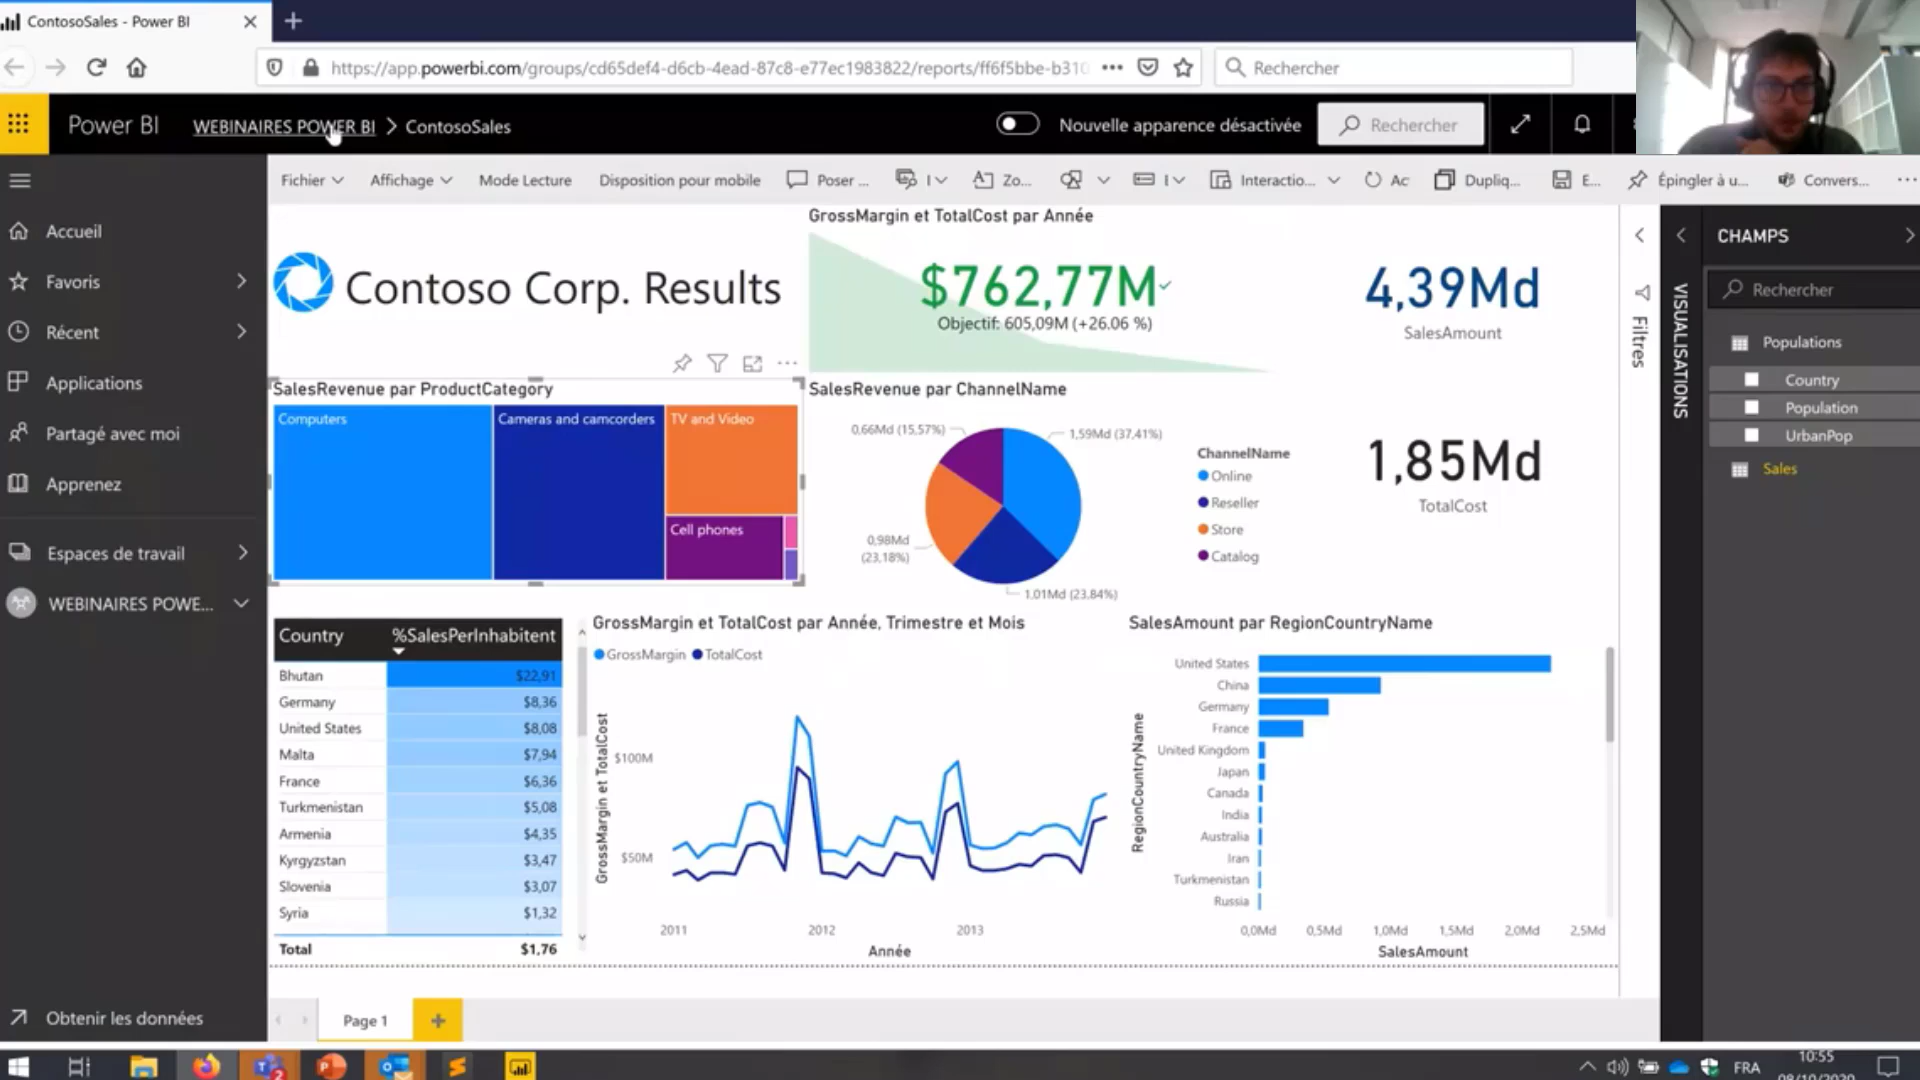 ContosoSales - Power BI
https://app.powerbi.com/groups/cd65def4-d6cb-4ead-87c8-e77ec1983822/reports/ff6f5bbe-b310
Rechercher
Power BI
WEBINAIRES POWER BI > ContosoSales
Nouvelle apparence désactivée
Rechercher
Fichier
Affichage
Mode Lecture
Disposition pour mobile
Poser ...
Zo...
Interactio...
Ac
Dupliq...
E...
Épingler à u...
Convers...
Accueil
Favoris
Récent
Applications
Partagé avec moi
Apprenez
Espaces de travail
WEBINAIRES POWE...
Obtenir les données
Contoso Corp. Results
GrossMargin et TotalCost par Année
$762,77M
Objectif: 605,09M (+26.06 %)
4,39Md
SalesAmount
SalesRevenue par ProductCategory
Computers
Cameras and camcorders
TV and Video
Cell phones
SalesRevenue par ChannelName
0,66Md (15,57%)
1,59Md (37,41%)
0,98Md
(23,18%)
1,01Md (23,84%)
ChannelName
Online
Reseller
Store
Catalog
1,85Md
TotalCost
Country %SalesPerInhabitent
Bhutan $22,91
Germany $8,36
United States $8,08
Malta $7,94
France $6,36
Turkmenistan $5,08
Armenia $4,35
Kyrgyzstan $3,47
Slovenia $3,07
Syria $1,32
Total $1,76
GrossMargin et TotalCost par Année, Trimestre et Mois
GrossMargin TotalCost
GrossMargin et TotalCost
$100M
$50M
2011 2012 2013
Année
SalesAmount par RegionCountryName
RegionCountryName
United States
China
Germany
France
United Kingdom
Japan
Canada
India
Australia
Iran
Turkmenistan
Russia
0,0Md 0,5Md 1,0Md 1,5Md 2,0Md 2,5Md
SalesAmount
Filtres
VISUALISATIONS
CHAMPS
Rechercher
Populations
Country
Population
UrbanPop
Sales
Page 1
FRA
10:55